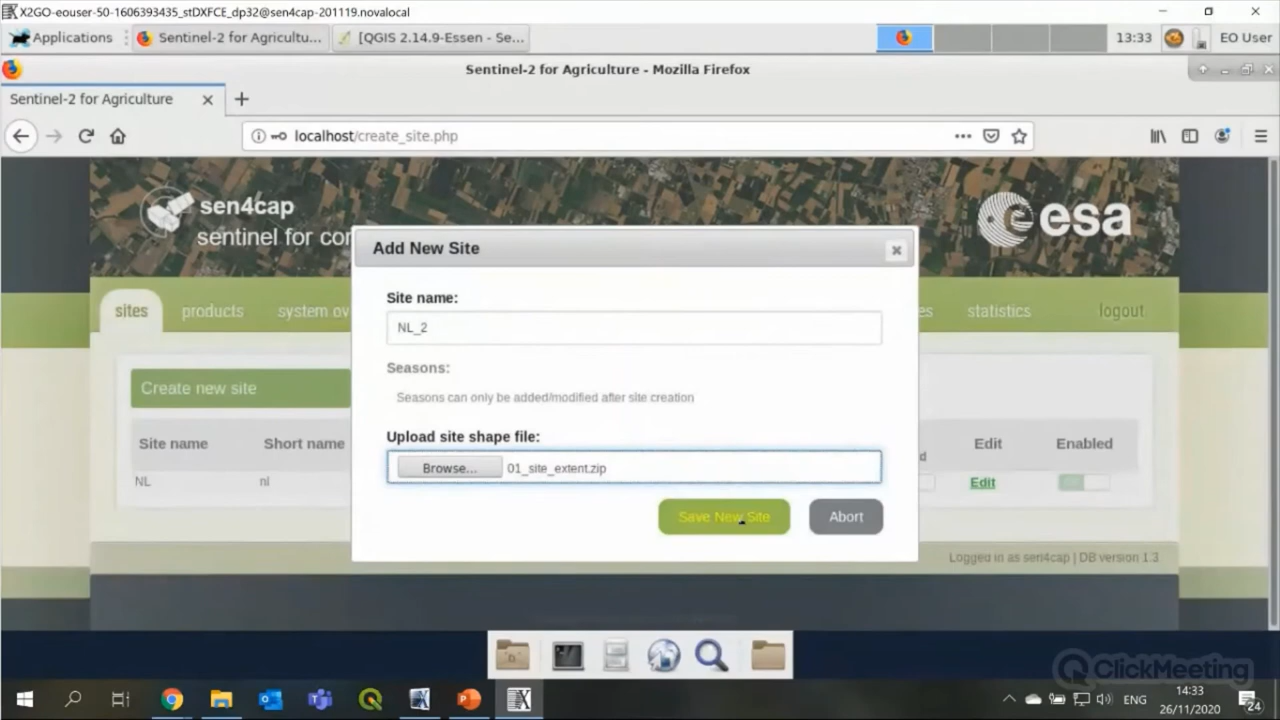 X2GO-eouser-50-1606393435_stDXFCE_dp32@sen4cap-201119.novalocal
Applications
Sentinel-2 for Agricultu...
[QGIS 2.14.9-Essen - Se...
13:33
EO User
Sentinel-2 for Agriculture - Mozilla Firefox
Sentinel-2 for Agriculture
localhost/create_site.php
sen4cap
sentinel for co
esa
Add New Site
Site name:
NL_2
Seasons:
Seasons can only be added/modified after site creation
Upload site shape file:
Browse...
01_site_extent.zip
Save New Site
Abort
sites
products
system ov
es
statistics
logout
Create new site
Site name
Short name
d
Edit
Enabled
NL
nl
Edit
Logged in as sen4cap | DB version 1.3
ClickMeeting
ENG
14:33
26/11/2020
24